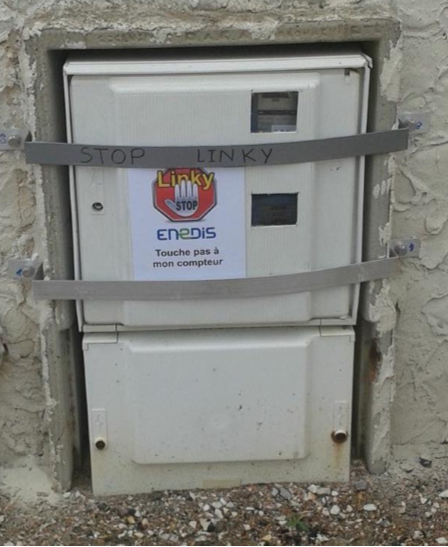 STOP LINKY
Linky
STOP
ENEDIS
Touche pas à
mon compteur